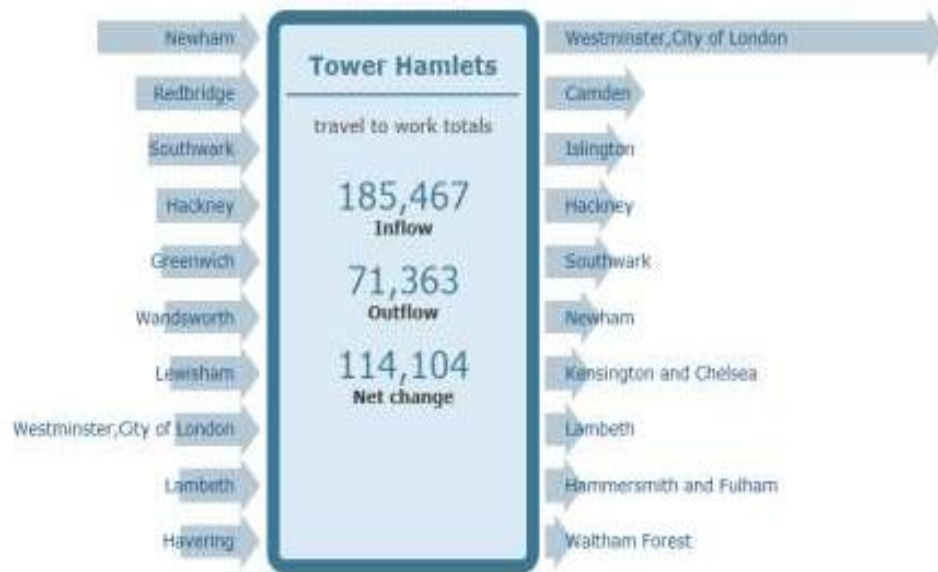 Newham
Redbridge
Southwark
Hackney
Greenwich
Wandsworth
Lewisham
Westminster,City of London
Lambeth
Havering
Tower Hamlets
travel to work totals
185,467
Inflow
71,363
Outflow
114,104
Net change
Westminster,City of London
Camden
Islington
Hackney
Southwark
Newham
Kensington and Chelsea
Lambeth
Hammersmith and Fulham
Waltham Forest